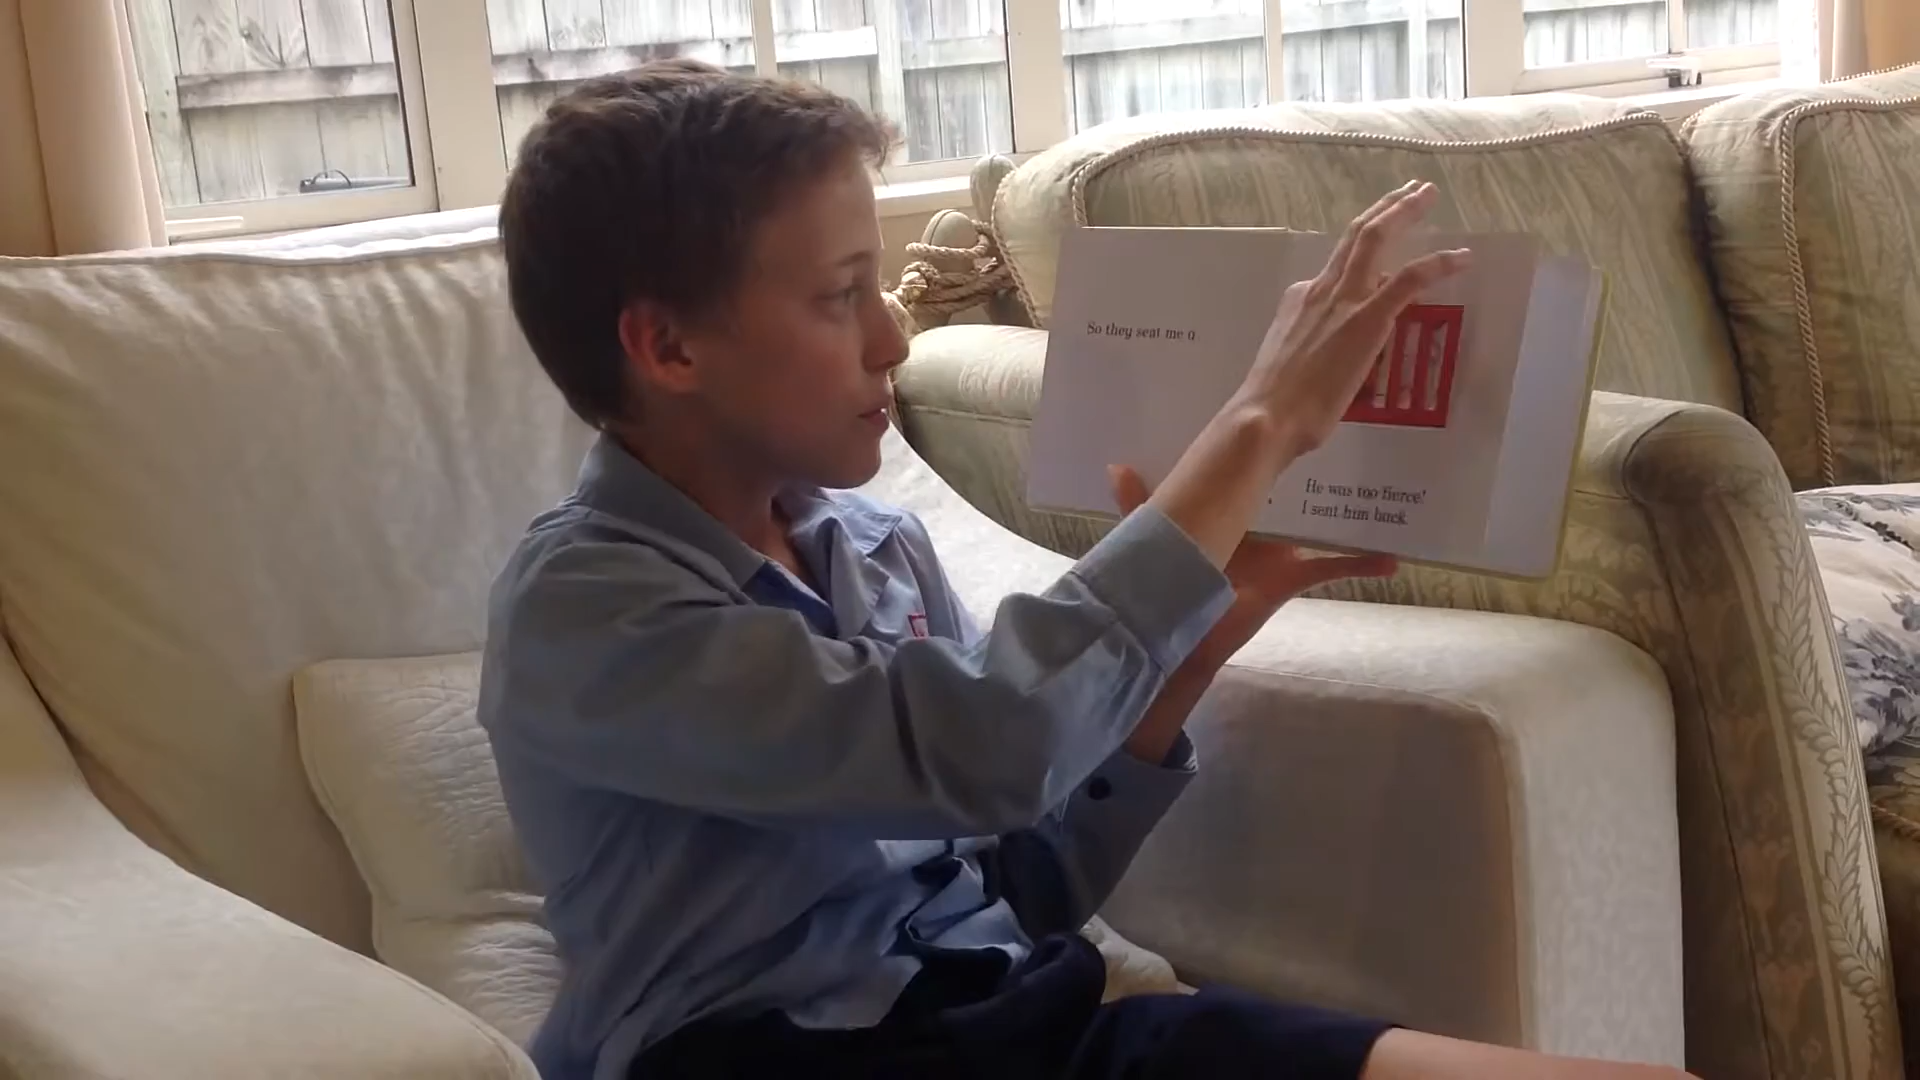 So they sent me a
He was too fierce!
I sent him back.